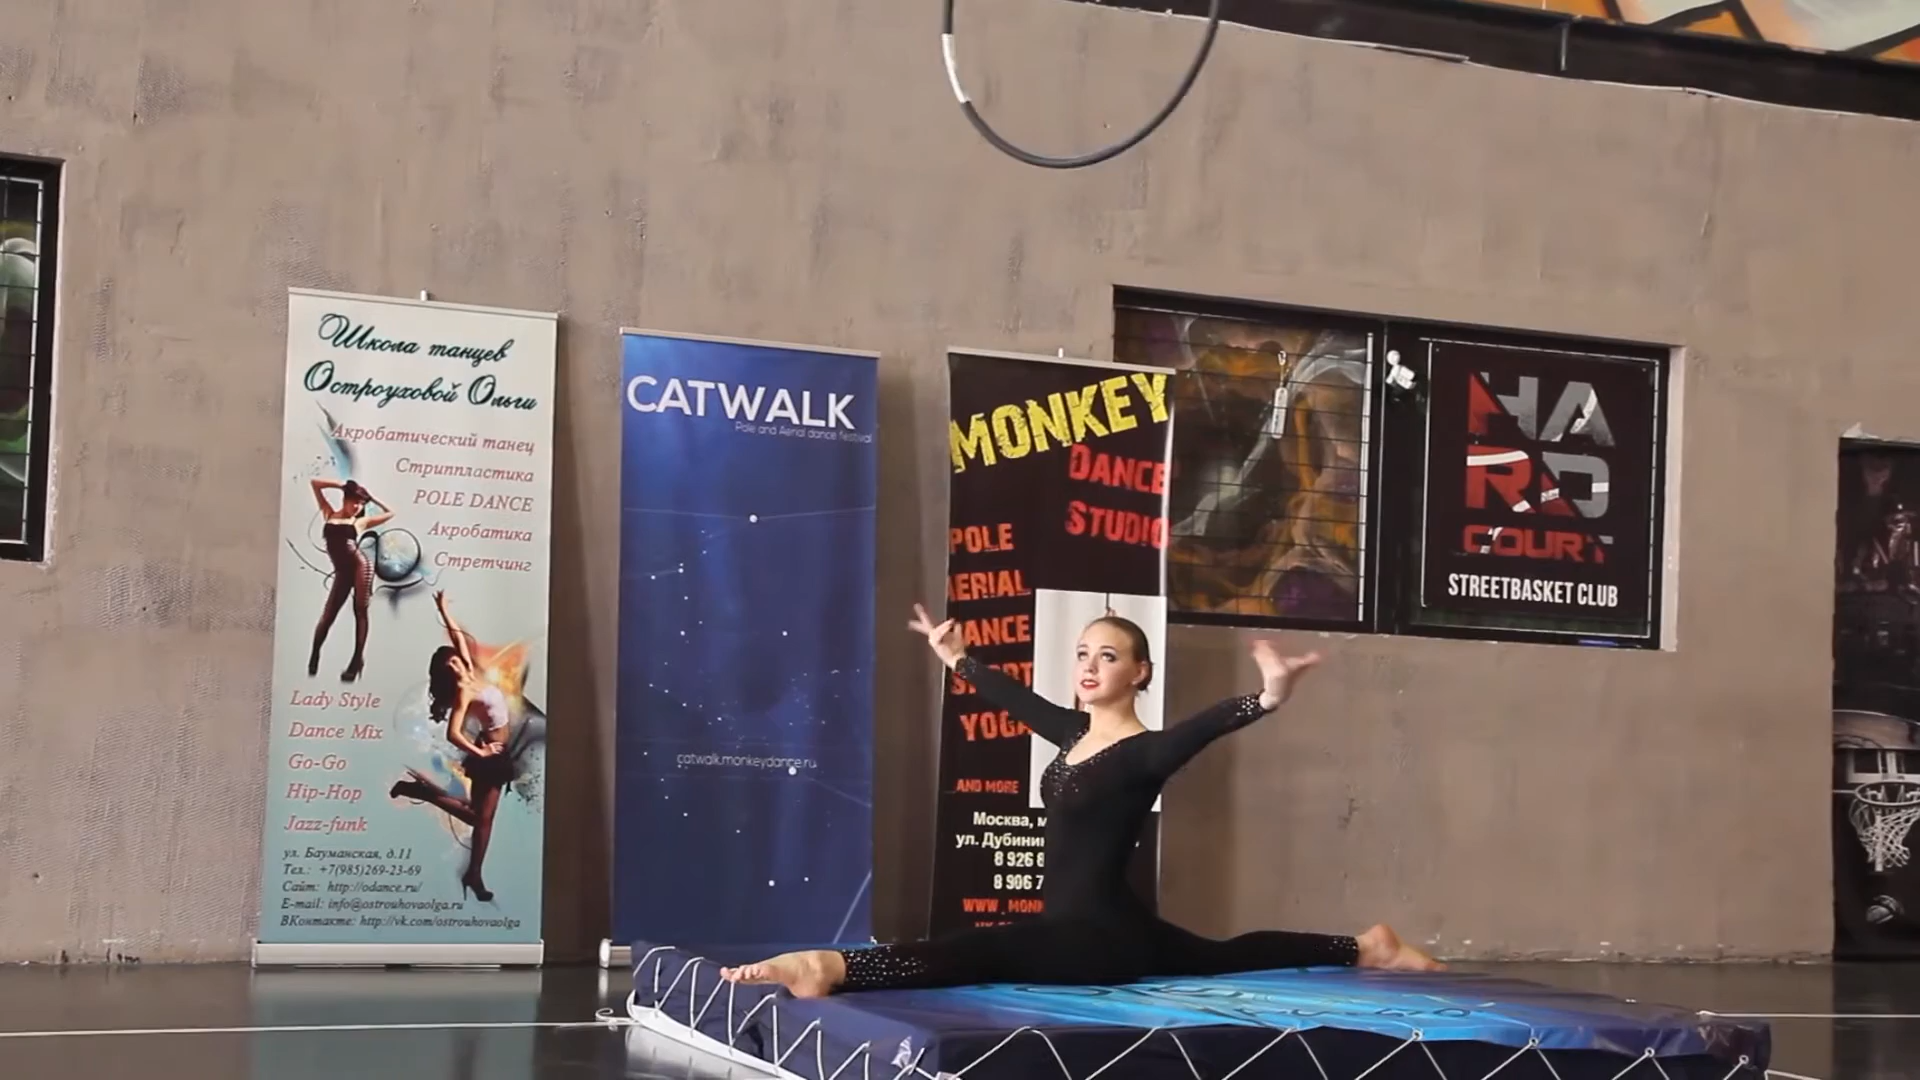 Школа танцев
Остроуховой Ольги
Акробатический танец
Стриппластика
POLE DANCE
Акробатика
Стретчинг
Lady Style
Dance Mix
Go-Go
Hip-Hop
Jazz-funk
ул. Бауманская, д.11
Тел.: +7(985)269-23-69
Сайт: http://odance.ru/
E-mail: info@ostrouhovaolga.ru
ВКонтакте: http://vk.com/ostrouhovaolga
CATWALK
Pole and Aerial dance festival
catwalk.monkeydance.ru
MONKEY
DANCE
STUDIO
POLE
AERIAL
DANCE
YOGA
AND MORE
Москва,
ул.
8 926
8 906
WWW.
HA
RD
COURT
STREETBASKET CLUB